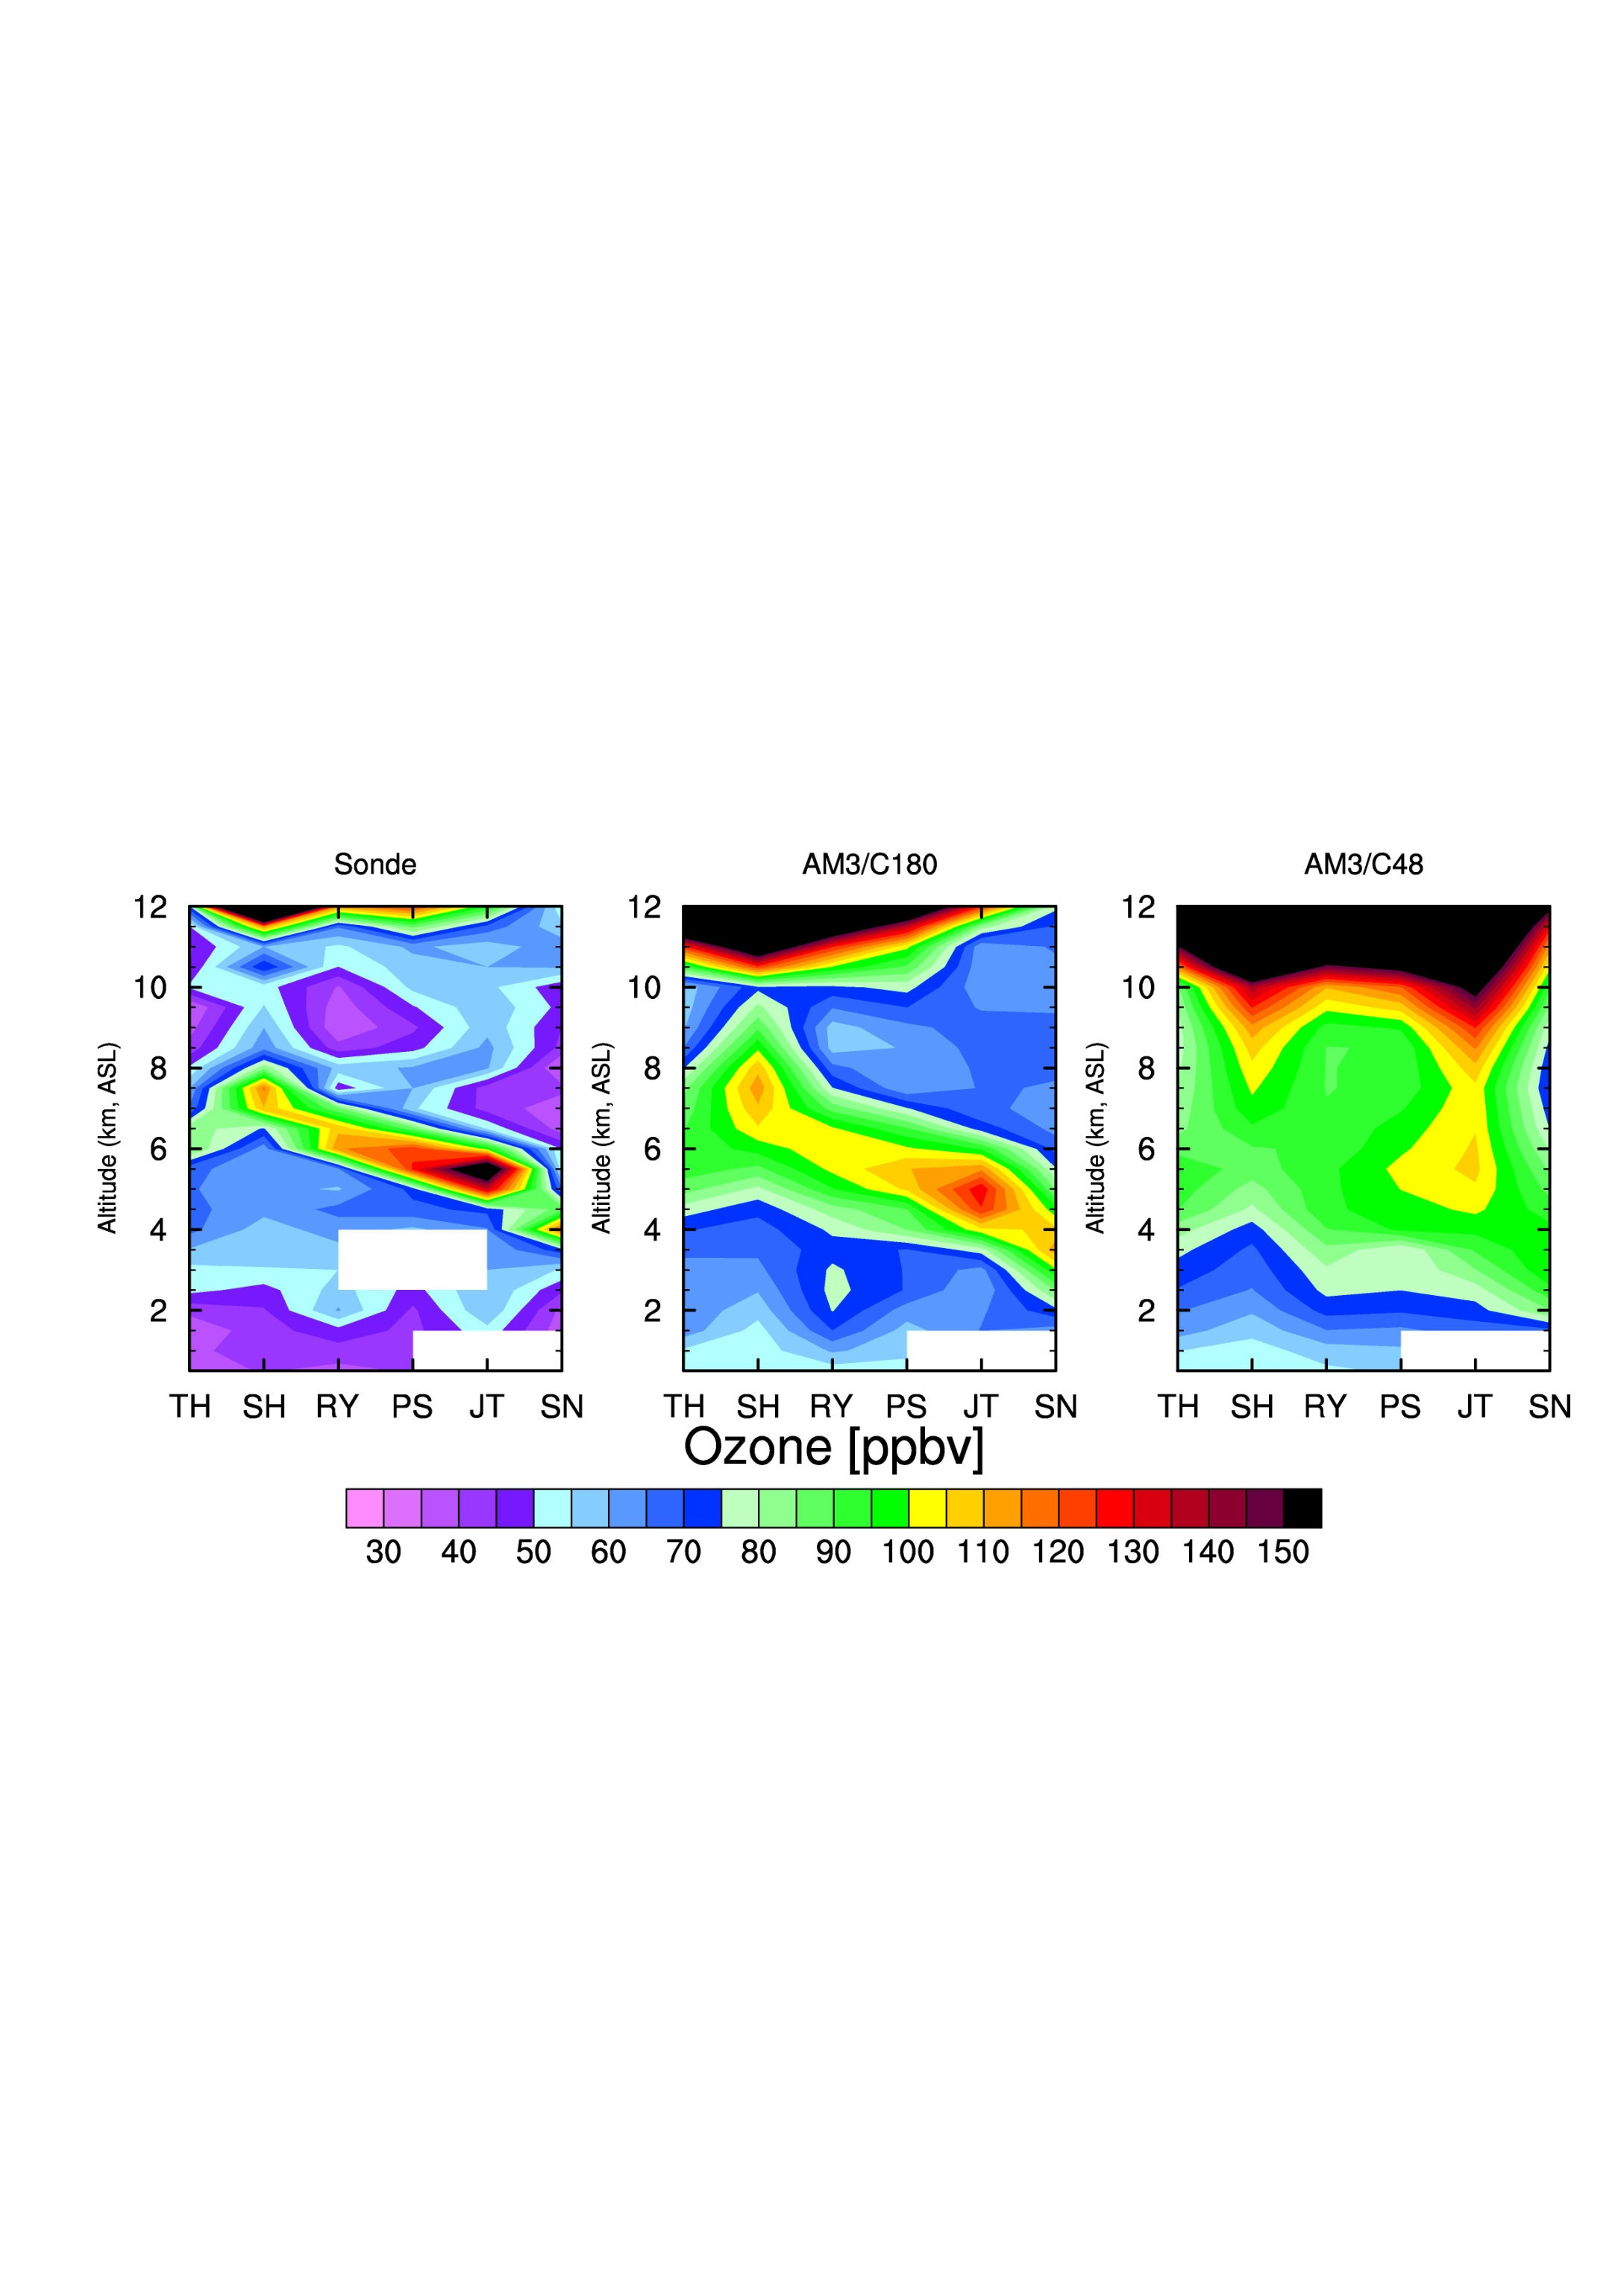 Sonde AM3/C180 AM3/C48
12 12 12
10 10 10
8 8 8
Altitude (km, ASL) Altitude (km, ASL) Altitude (km, ASL)
6 6 6
4 4 4
2 2 2
TH SH RY PS JT SN TH SH RY PS JT SN TH SH RY PS JT SN
Ozone [ppbv]
30 40 50 60 70 80 90 100 110 120 130 140 150